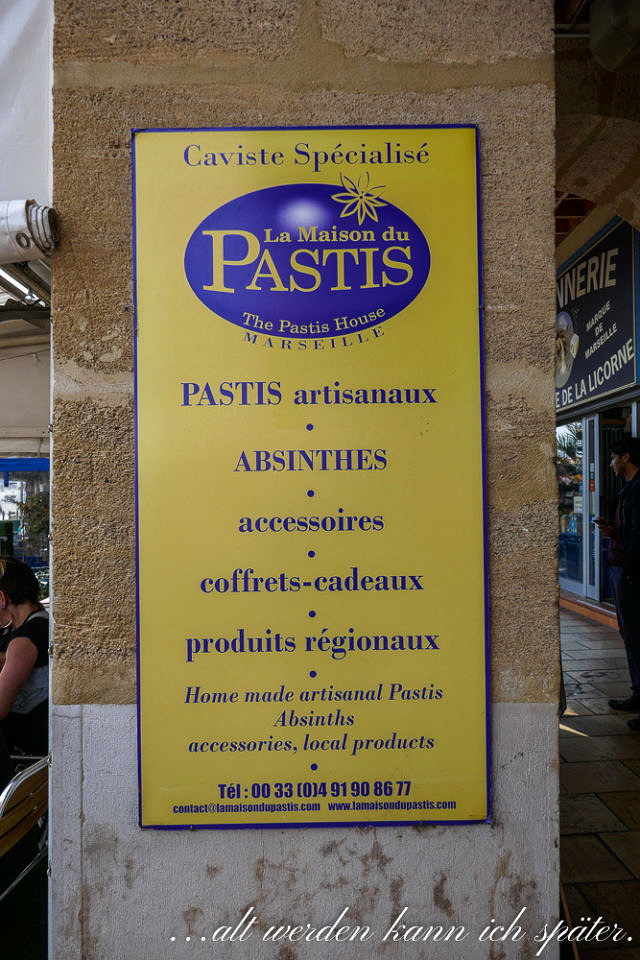 Caviste Spécialisé
La Maison du
PASTIS
The Pastis House
MARSEILLE
PASTIS artisanaux
•
ABSINTHES
•
accessoires
•
coffrets-cadeaux
•
produits régionaux
•
Home made artisanal Pastis
Absinths
accessories, local products
•
Tél : 00 33 (0)4 91 90 86 77
contact@lamaisondupastis.com www.lamaisondupastis.com
MARQUE
DE
MARSEILLE
DE LA LICORNE
...alt werden kann ich später.